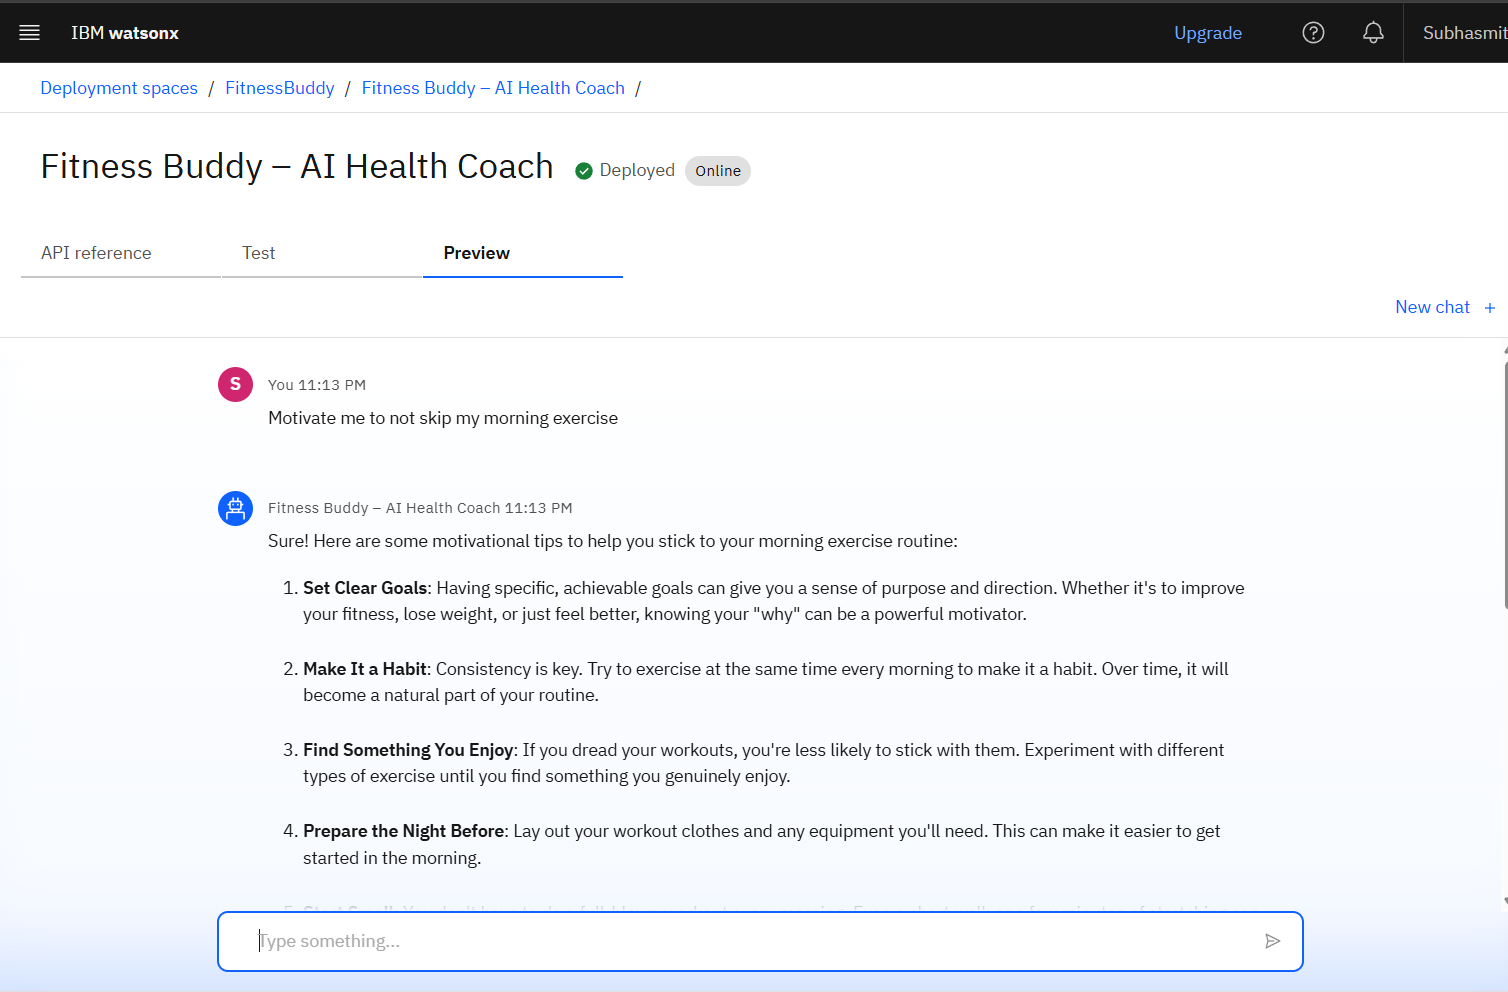 IBM watsonx
Upgrade
Subhasmit
Deployment spaces / FitnessBuddy / Fitness Buddy – AI Health Coach /
Fitness Buddy – AI Health Coach
Deployed
Online
API reference
Test
Preview
New chat +
S
You 11:13 PM
Motivate me to not skip my morning exercise
Fitness Buddy – AI Health Coach 11:13 PM
Sure! Here are some motivational tips to help you stick to your morning exercise routine:
1. Set Clear Goals: Having specific, achievable goals can give you a sense of purpose and direction. Whether it's to improve
your fitness, lose weight, or just feel better, knowing your "why" can be a powerful motivator.
2. Make It a Habit: Consistency is key. Try to exercise at the same time every morning to make it a habit. Over time, it will
become a natural part of your routine.
3. Find Something You Enjoy: If you dread your workouts, you're less likely to stick with them. Experiment with different
types of exercise until you find something you genuinely enjoy.
4. Prepare the Night Before: Lay out your workout clothes and any equipment you'll need. This can make it easier to get
started in the morning.
Type something...